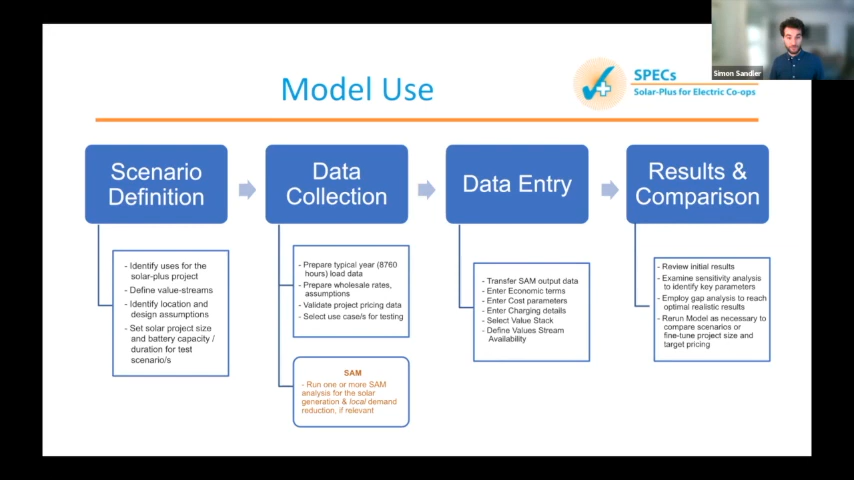 Simon Sandler
Model Use
SPECs
Solar-Plus for Electric Co-ops
Scenario
Definition
- Identify uses for the
solar-plus project
- Define value-streams
- Identify location and
design assumptions
- Set solar project size
and battery capacity /
duration for test
scenario/s
Data
Collection
- Prepare typical year (8760
hours) load data
- Prepare wholesale rates,
assumptions
- Validate project pricing data
- Select use case/s for testing
SAM
- Run one or more SAM
analysis for the solar
generation & local demand
reduction, if relevant
Data Entry
- Transfer SAM output data
- Enter Economic terms
- Enter Cost parameters
- Enter Charging details
- Select Value Stack
- Define Values Stream
Availability
Results &
Comparison
- Review initial results
- Examine sensitivity analysis
to identify key parameters
- Employ gap analysis to reach
optimal realistic results
- Rerun Model as necessary to
compare scenarios or
fine-tune project size and
target pricing